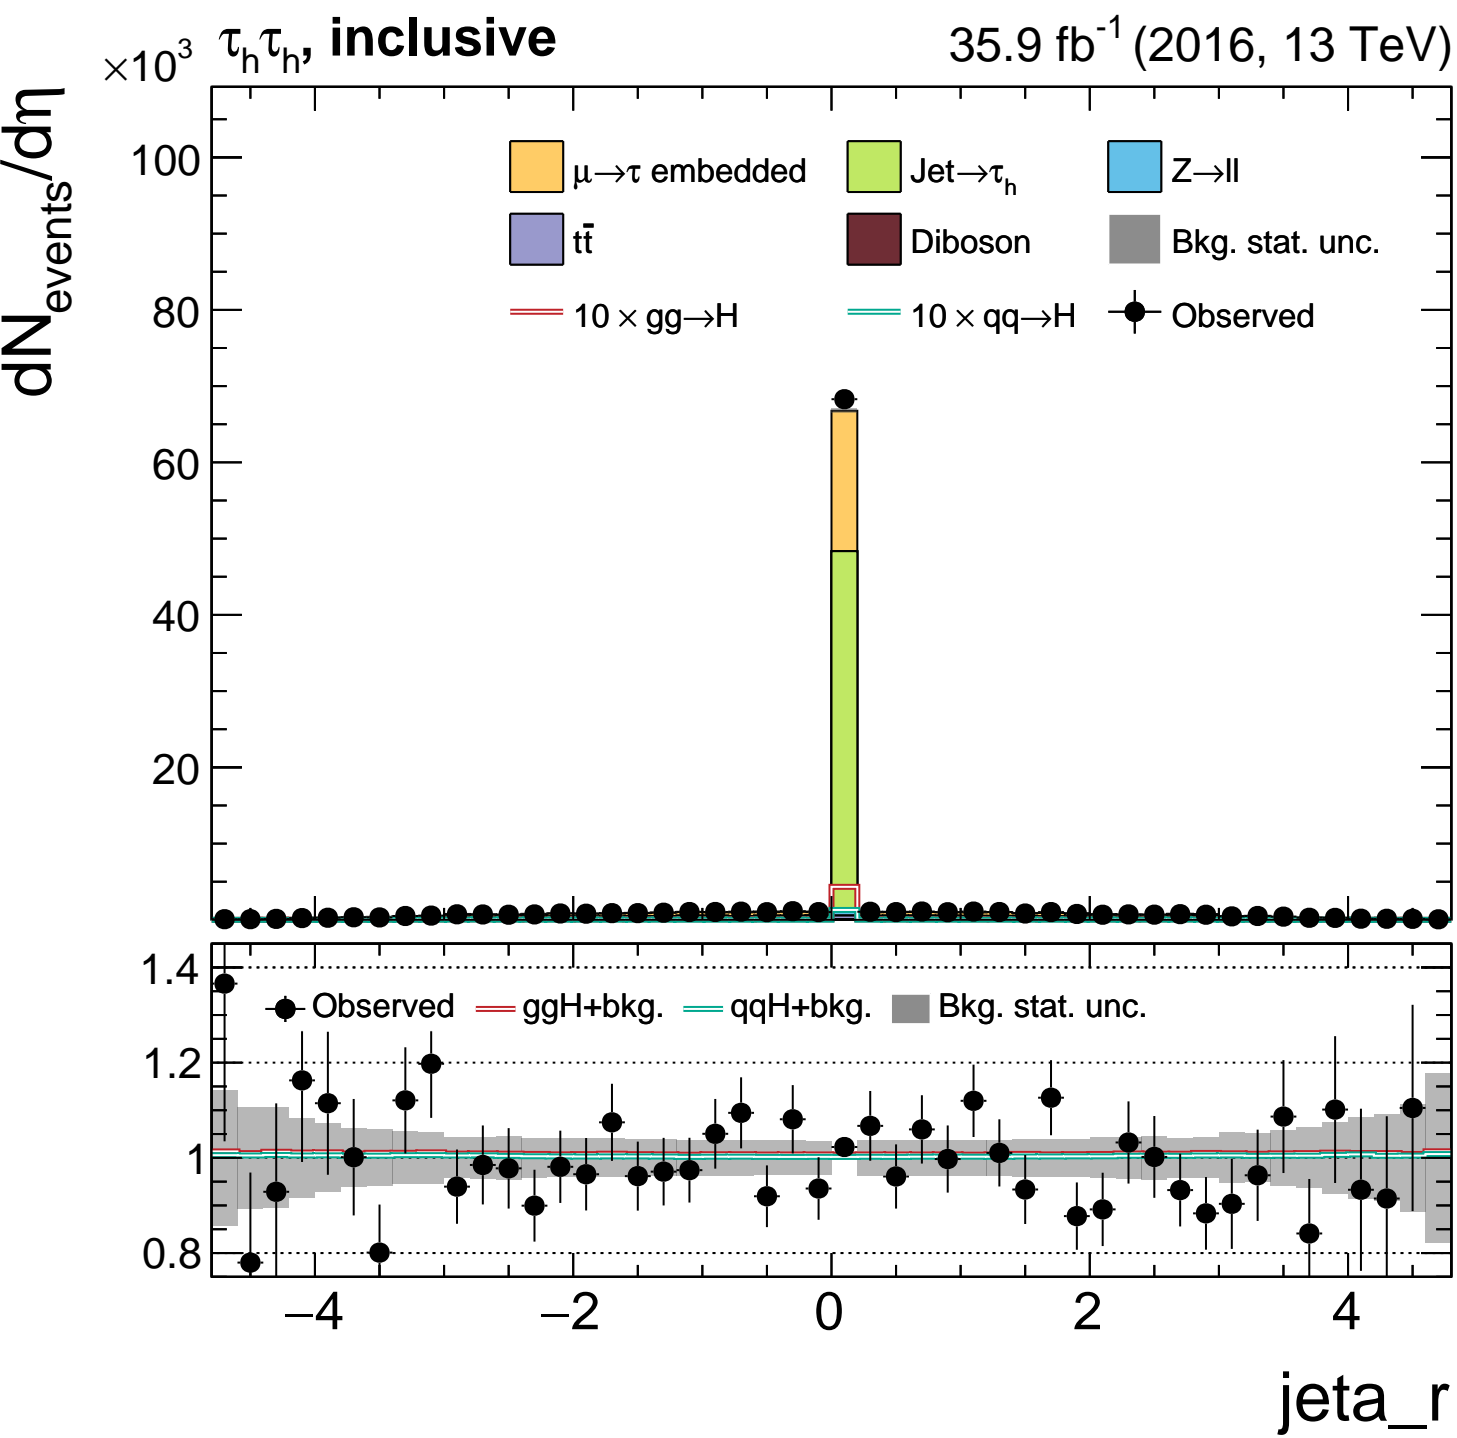 ×10³ τhτh, inclusive 35.9 fb⁻¹ (2016, 13 TeV)
dNevents/dη
100
80
60
40
20
μ→τ embedded Jet→τh Z→ll
tt̄ Diboson Bkg. stat. unc.
10 × gg→H 10 × qq→H Observed
1.4
1.2
1
0.8
Observed ggH+bkg. qqH+bkg. Bkg. stat. unc.
−4 −2 0 2 4
jeta_r